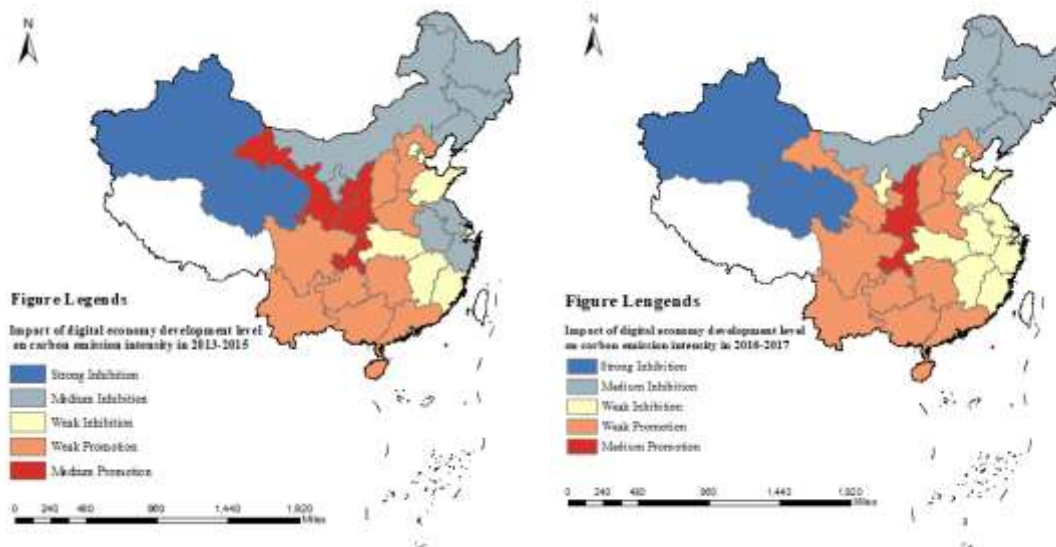 N
Figure Legends
Impact of digital economy development level
on carbon emission intensity in 2013-2015
Strong Inhibition
Medium Inhibition
Weak Inhibition
Weak Promotion
Medium Promotion
0 240 480 960 1,440 1,920
Miles
N
Figure Lengends
Impact of digital economy development level
on carbon emission intensity in 2016-2017
Strong Inhibition
Medium Inhibition
Weak Inhibition
Weak Promotion
Medium Promotion
0 240 480 960 1,440 1,920
Miles